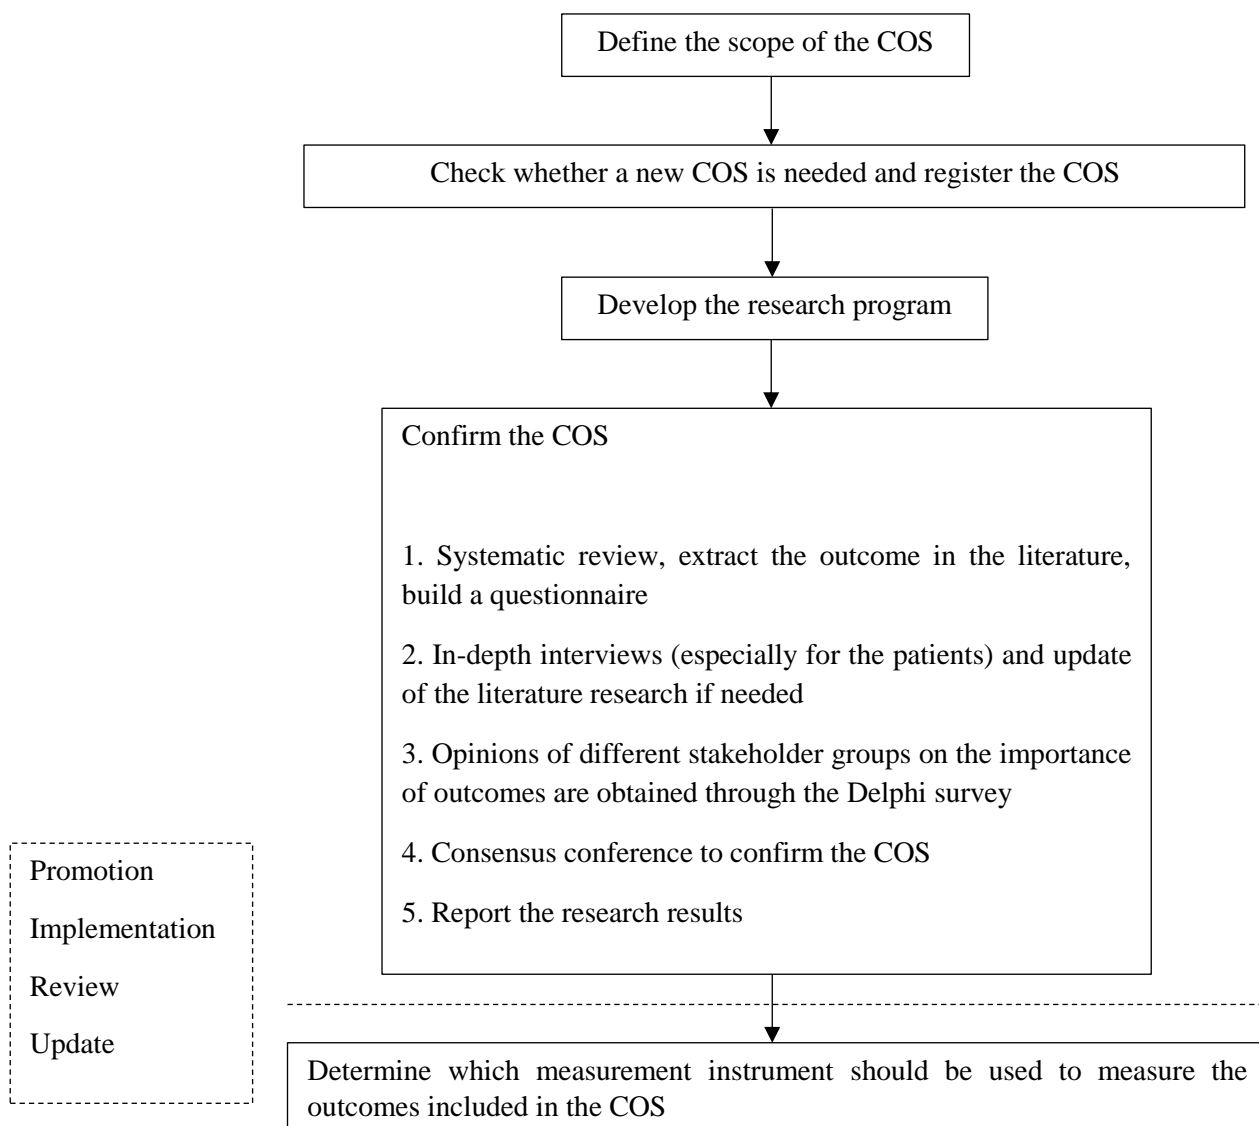 Define the scope of the COS
Check whether a new COS is needed and register the COS
Develop the research program
Confirm the COS
1. Systematic review, extract the outcome in the literature,
build a questionnaire
2. In-depth interviews (especially for the patients) and update
of the literature research if needed
3. Opinions of different stakeholder groups on the importance
of outcomes are obtained through the Delphi survey
4. Consensus conference to confirm the COS
5. Report the research results
Promotion
Implementation
Review
Update
Determine which measurement instrument should be used to measure the
outcomes included in the COS